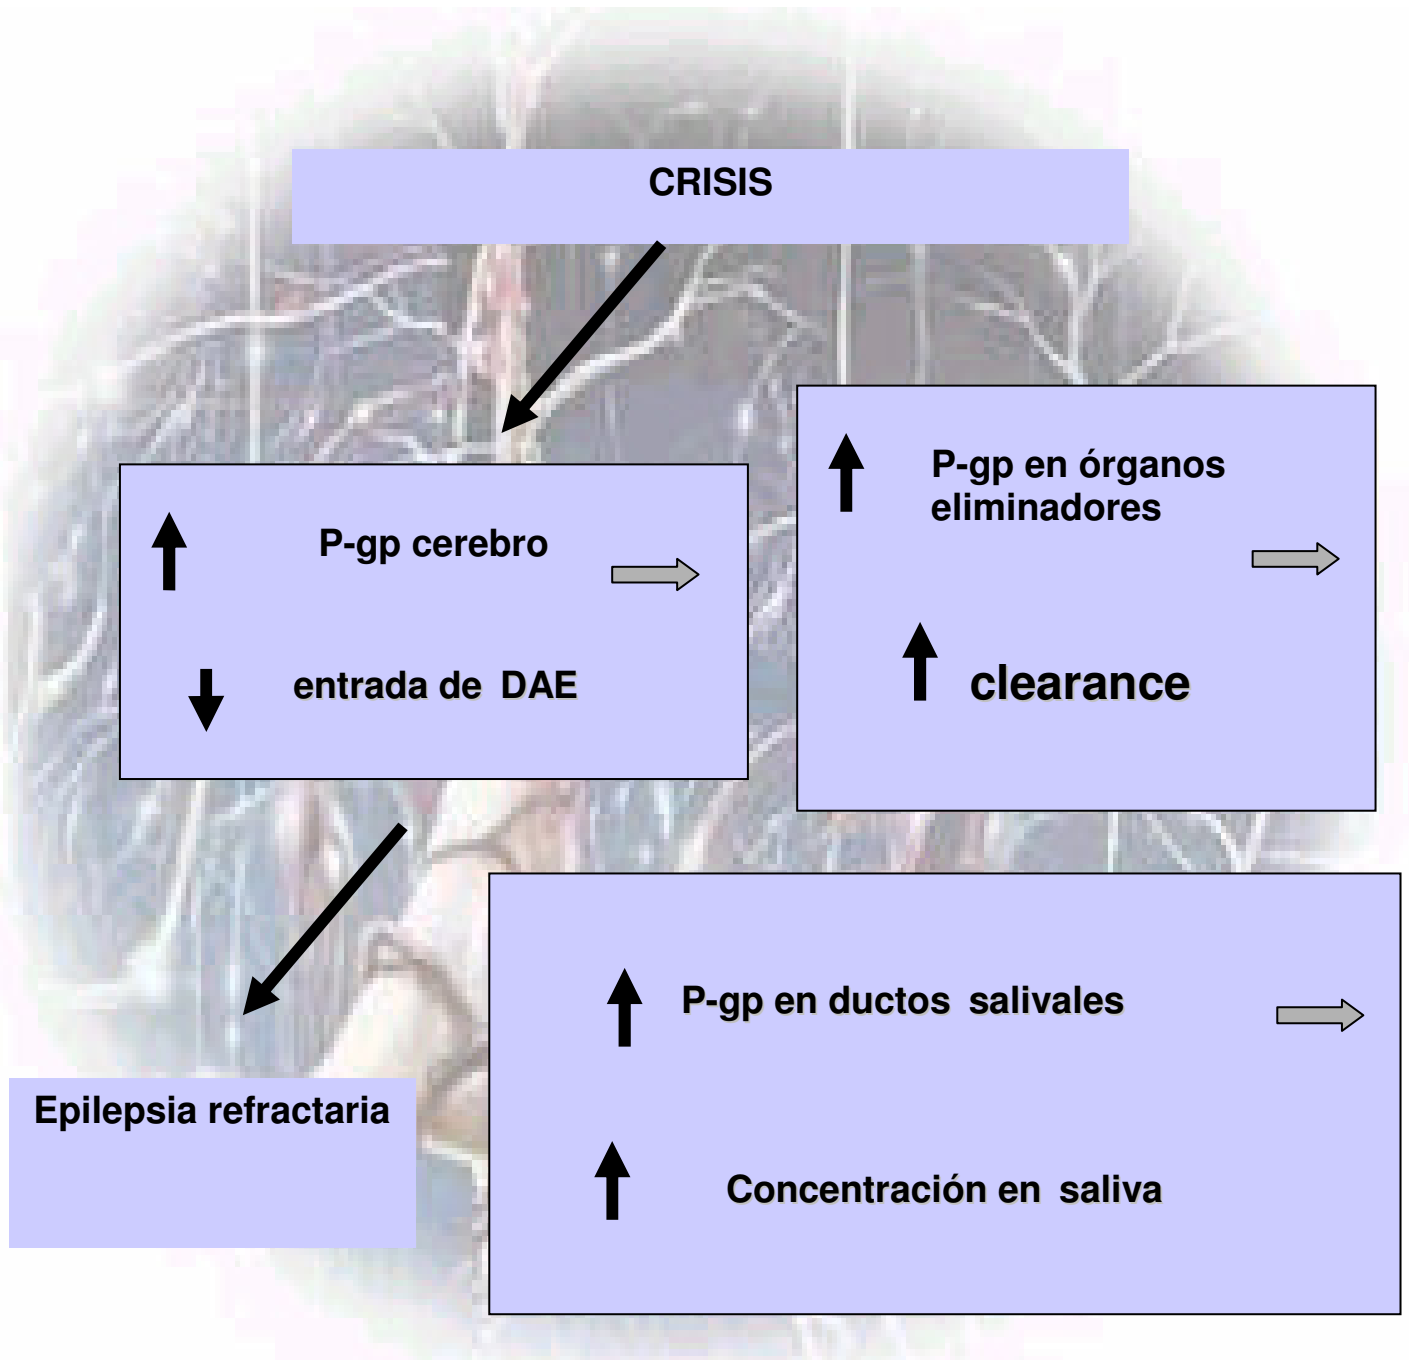 CRISIS
P-gp cerebro
entrada de DAE
P-gp en órganos
eliminadores
clearance
P-gp en ductos salivales
Concentración en saliva
Epilepsia refractaria